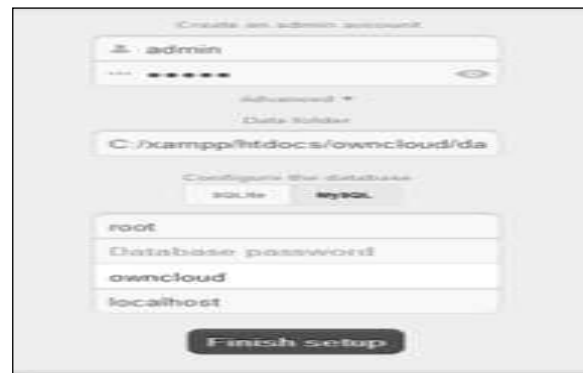 Create an admin account
admin
•••••
Advanced ▾
Data folder
C:/xampp/htdocs/owncloud/da
Configure the database
SQLite MySQL
root
Database password
owncloud
localhost
Finish setup